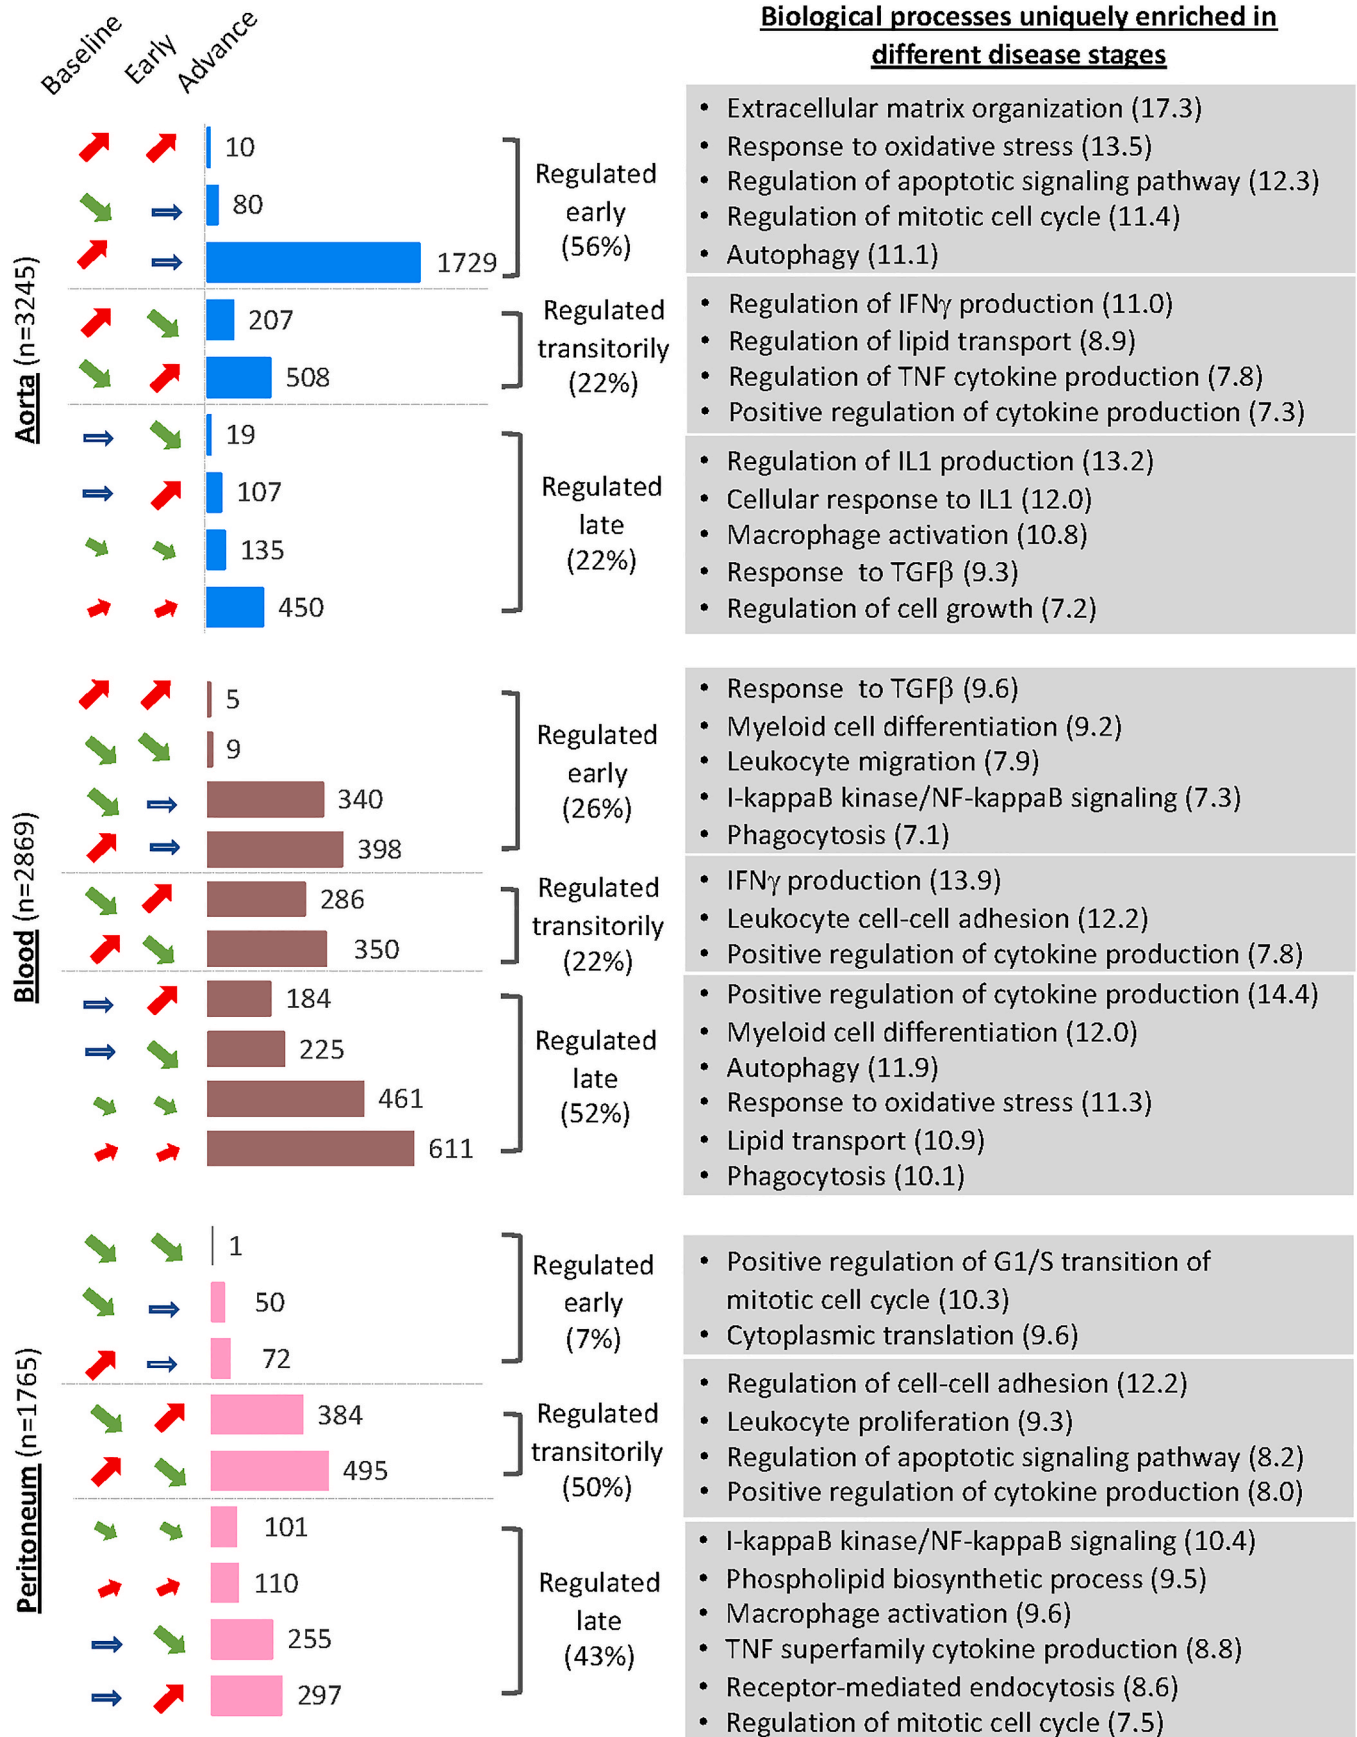 Baseline
Early
Advance
Biological processes uniquely enriched in
different disease stages
Aorta (n=3245)
10
80
1729
Regulated
early
(56%)
• Extracellular matrix organization (17.3)
• Response to oxidative stress (13.5)
• Regulation of apoptotic signaling pathway (12.3)
• Regulation of mitotic cell cycle (11.4)
• Autophagy (11.1)
207
508
Regulated
transitorily
(22%)
• Regulation of IFNγ production (11.0)
• Regulation of lipid transport (8.9)
• Regulation of TNF cytokine production (7.8)
• Positive regulation of cytokine production (7.3)
19
107
135
450
Regulated
late
(22%)
• Regulation of IL1 production (13.2)
• Cellular response to IL1 (12.0)
• Macrophage activation (10.8)
• Response to TGFβ (9.3)
• Regulation of cell growth (7.2)
Blood (n=2869)
5
9
340
398
Regulated
early
(26%)
• Response to TGFβ (9.6)
• Myeloid cell differentiation (9.2)
• Leukocyte migration (7.9)
• I-kappaB kinase/NF-kappaB signaling (7.3)
• Phagocytosis (7.1)
286
350
Regulated
transitorily
(22%)
• IFNγ production (13.9)
• Leukocyte cell-cell adhesion (12.2)
• Positive regulation of cytokine production (7.8)
184
225
461
611
Regulated
late
(52%)
• Positive regulation of cytokine production (14.4)
• Myeloid cell differentiation (12.0)
• Autophagy (11.9)
• Response to oxidative stress (11.3)
• Lipid transport (10.9)
• Phagocytosis (10.1)
Peritoneum (n=1765)
1
50
72
Regulated
early
(7%)
• Positive regulation of G1/S transition of
mitotic cell cycle (10.3)
• Cytoplasmic translation (9.6)
384
495
Regulated
transitorily
(50%)
• Regulation of cell-cell adhesion (12.2)
• Leukocyte proliferation (9.3)
• Regulation of apoptotic signaling pathway (8.2)
• Positive regulation of cytokine production (8.0)
101
110
255
297
Regulated
late
(43%)
• I-kappaB kinase/NF-kappaB signaling (10.4)
• Phospholipid biosynthetic process (9.5)
• Macrophage activation (9.6)
• TNF superfamily cytokine production (8.8)
• Receptor-mediated endocytosis (8.6)
• Regulation of mitotic cell cycle (7.5)